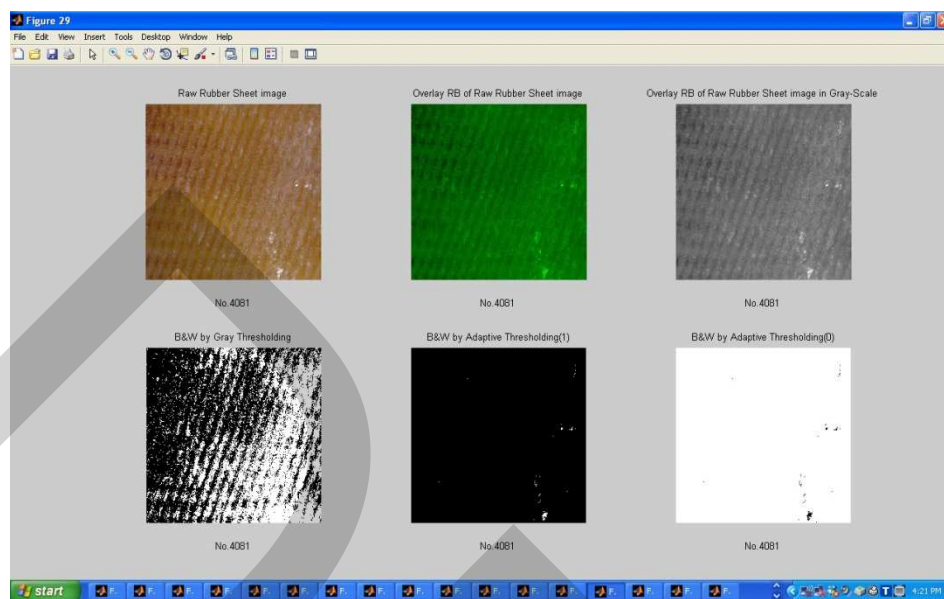 Figure 29
File Edit View Insert Tools Desktop Window Help
Raw Rubber Sheet image
Overlay RB of Raw Rubber Sheet image
Overlay RB of Raw Rubber Sheet image in Gray-Scale
No.4081
No.4081
No.4081
B&W by Gray Thresholding
B&W by Adaptive Thresholding(1)
B&W by Adaptive Thresholding(0)
No.4081
No.4081
No.4081
start F. F. F. F. F. F. F. F. F. F. F. F. F. F. F. F. F. T 4:21 PM